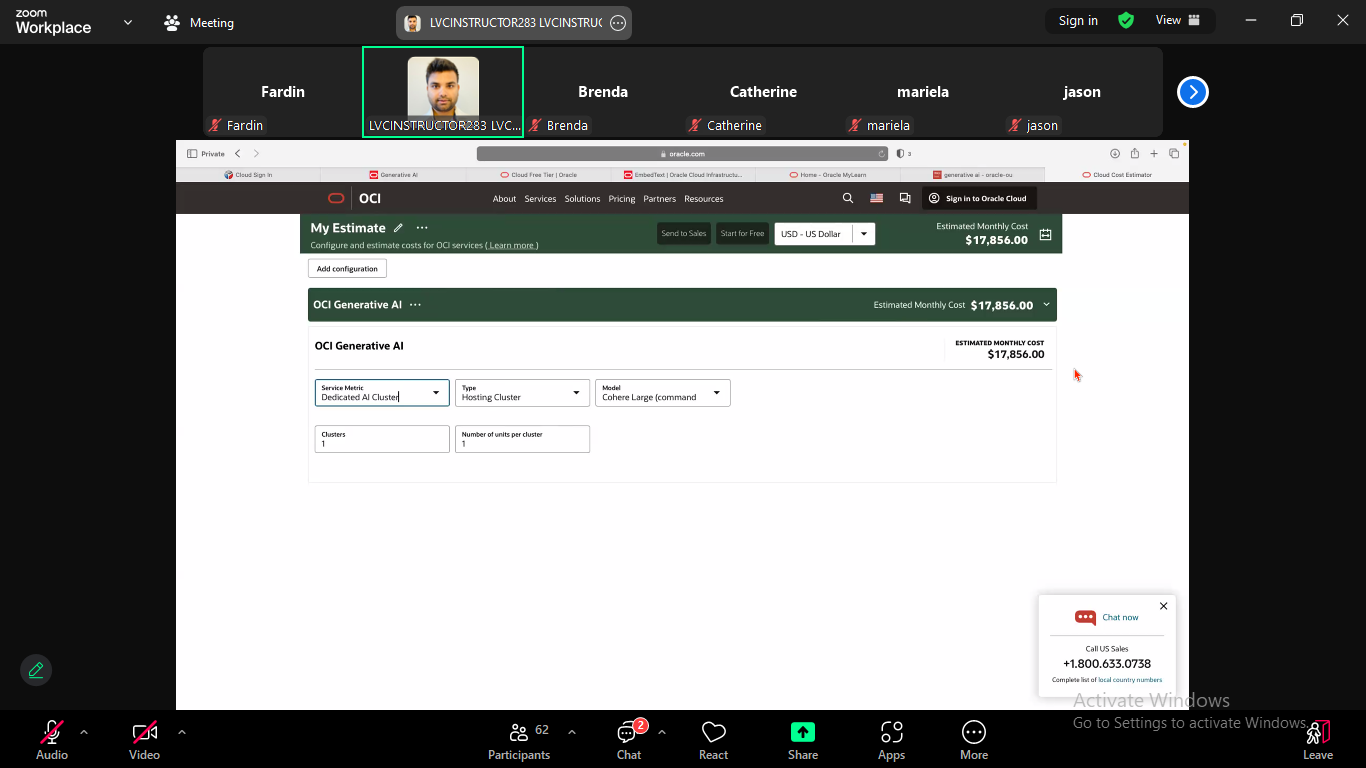 zoom
Workplace
Meeting
LVCINSTRUCTOR283 LVCINSTRUC
Sign in
View
Fardin
Brenda
Catherine
mariela
jason
Fardin
LVCINSTRUCTOR283 LVC...
Brenda
Catherine
mariela
jason
Private
oracle.com
3
Cloud Sign In
Generative AI
Cloud Free Tier | Oracle
EmbedText | Oracle Cloud Infrastructu...
Home - Oracle MyLearn
generative ai - oracle-ou
Cloud Cost Estimator
OCI
About
Services
Solutions
Pricing
Partners
Resources
Sign in to Oracle Cloud
My Estimate
Configure and estimate costs for OCI services ( Learn more )
Send to Sales
Start for Free
USD - US Dollar
Estimated Monthly Cost
$17,856.00
Add configuration
OCI Generative AI
Estimated Monthly Cost $17,856.00
OCI Generative AI
ESTIMATED MONTHLY COST
$17,856.00
Service Metric
Dedicated AI Cluster
Type
Hosting Cluster
Model
Cohere Large (command
Clusters
1
Number of units per cluster
1
Chat now
Call US Sales
+1.800.633.0738
Complete list of local country numbers
Activate Windows
Go to Settings to activate Windows.
Audio
Video
62
Participants
2
Chat
React
Share
Apps
More
Leave